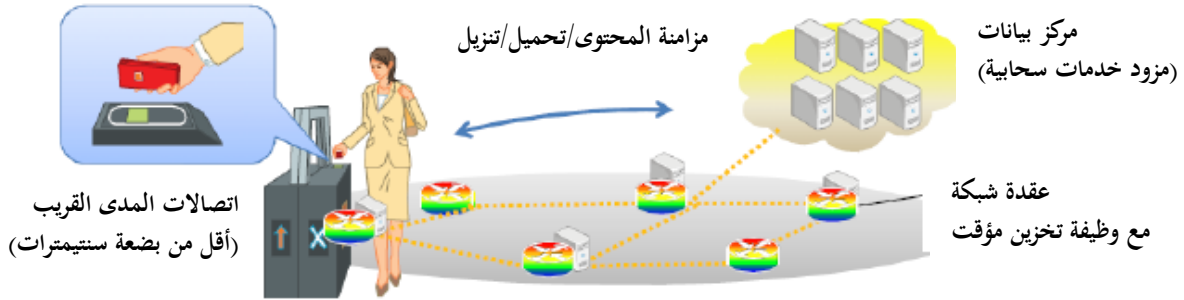 مركز بيانات
(مزود خدمات سحابية)
مزامنة المحتوى/تحميل/تنزيل
عقدة شبكة
مع وظيفة تخزين مؤقت
اتصالات المدى القريب
(أقل من بضعة سنتيمترات)